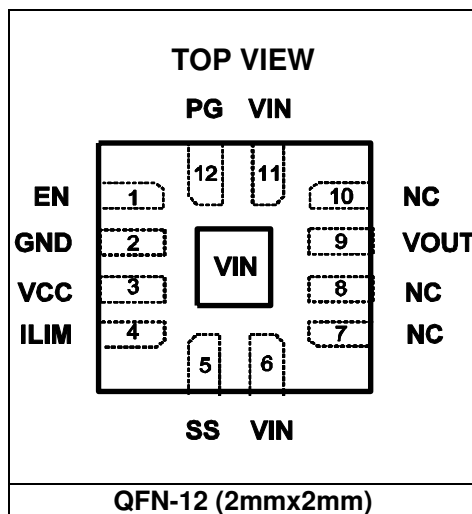 TOP VIEW
PG VIN
12 11
EN 1 10 NC
GND 2 9 VOUT
VIN
VCC 3 8 NC
ILIM 4 7 NC
5 6
SS VIN
QFN-12 (2mmx2mm)